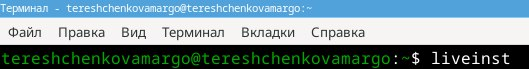 Терминал - tereshchenkovamargo@tereshchenkovamargo:~
Файл Правка Вид Терминал Вкладки Справка
tereshchenkovamargo@tereshchenkovamargo:~$ liveinst